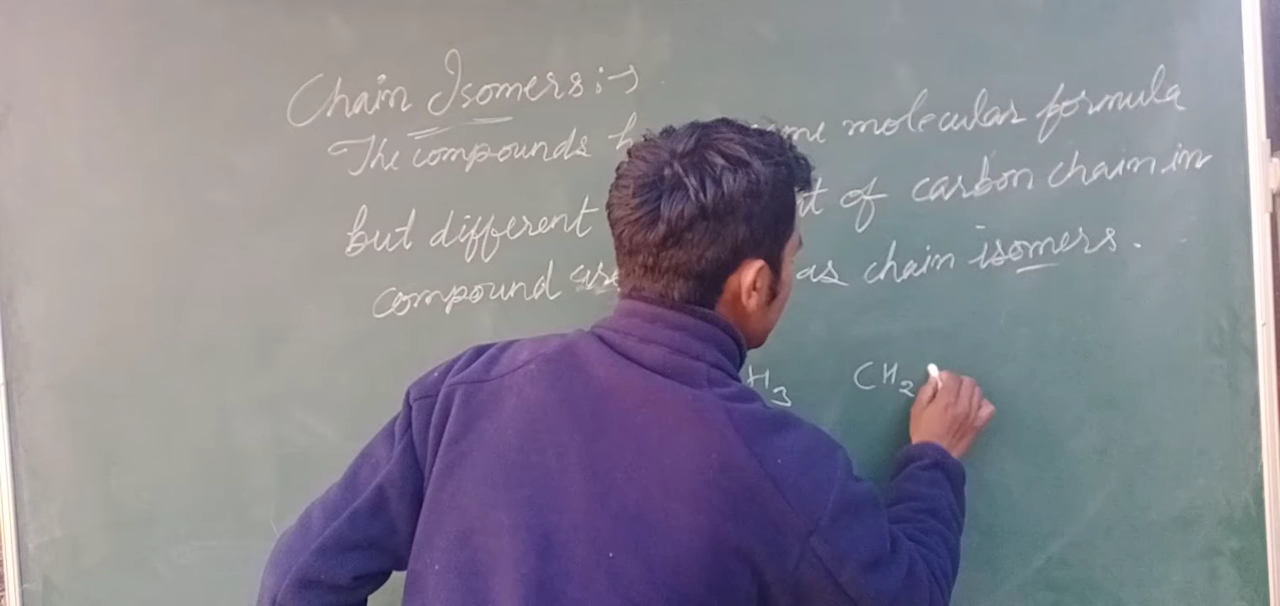 Chain Isomers :→
The compounds h me molecular formula
but different t of carbon chain in
compound are as chain isomers.
H3 CH2